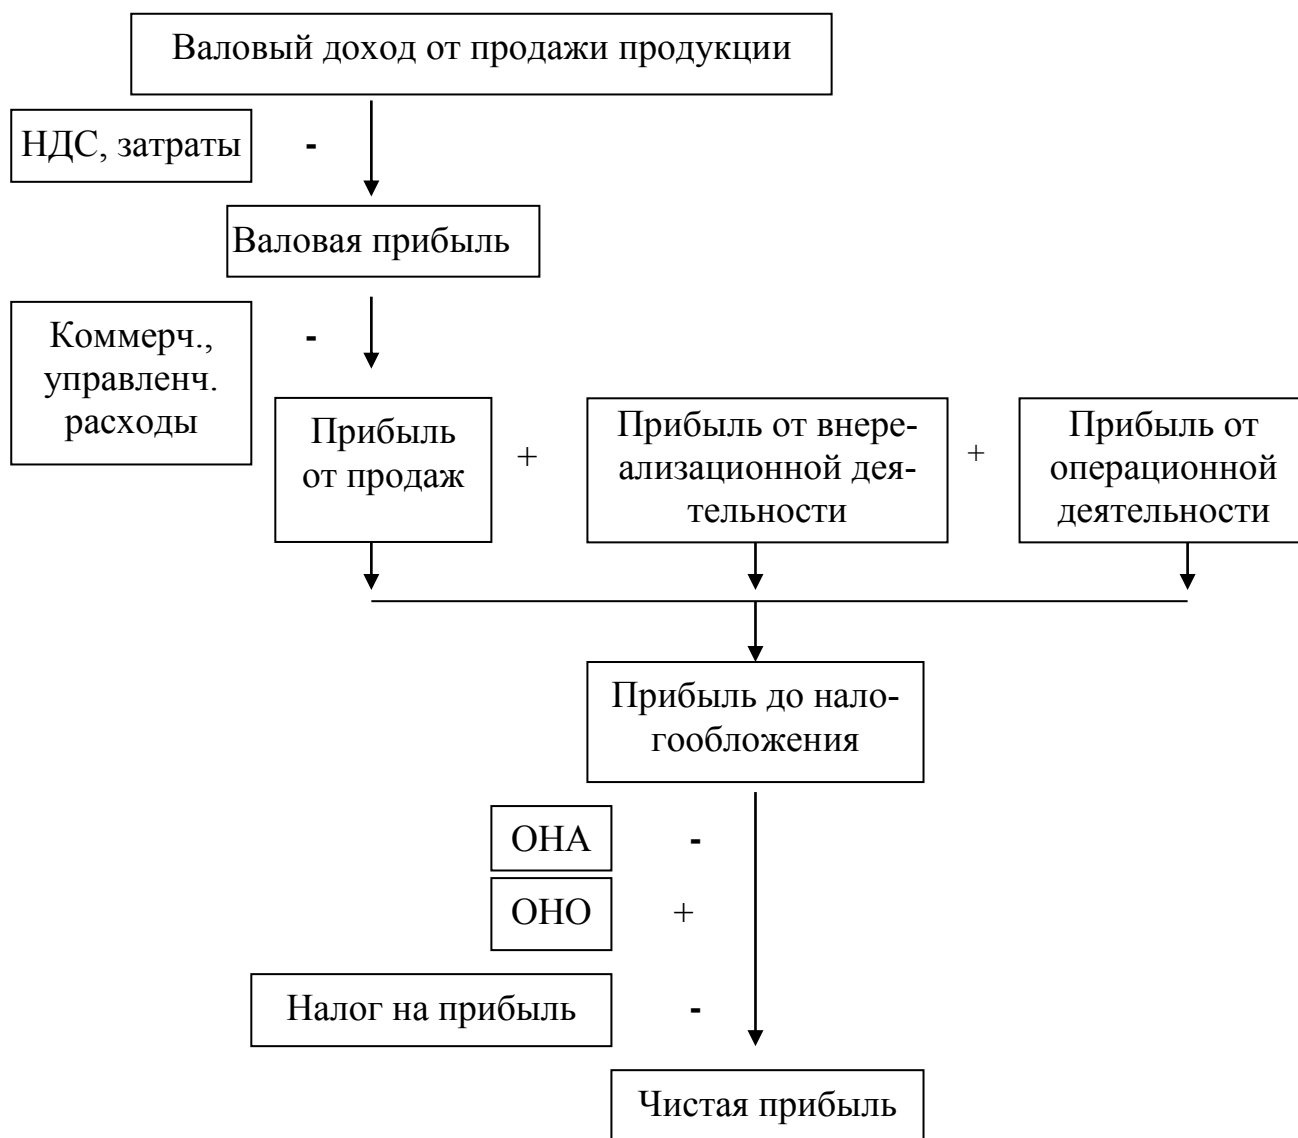 Валовый доход от продажи продукции
НДС, затраты
-
Валовая прибыль
Коммерч.,
управленч.
расходы
-
Прибыль
от продаж
+
Прибыль от внере-
ализационной дея-
тельности
+
Прибыль от
операционной
деятельности
Прибыль до нало-
гообложения
ОНА
-
ОНО
+
Налог на прибыль
-
Чистая прибыль